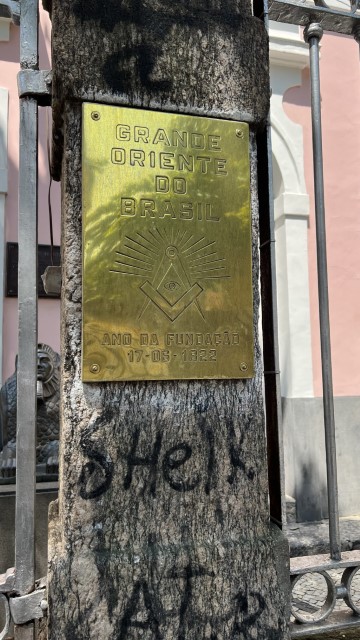 GRANDE
ORIENTE
DO
BRASIL
G
ANO DA FUNDAÇÃO
17-06-1822